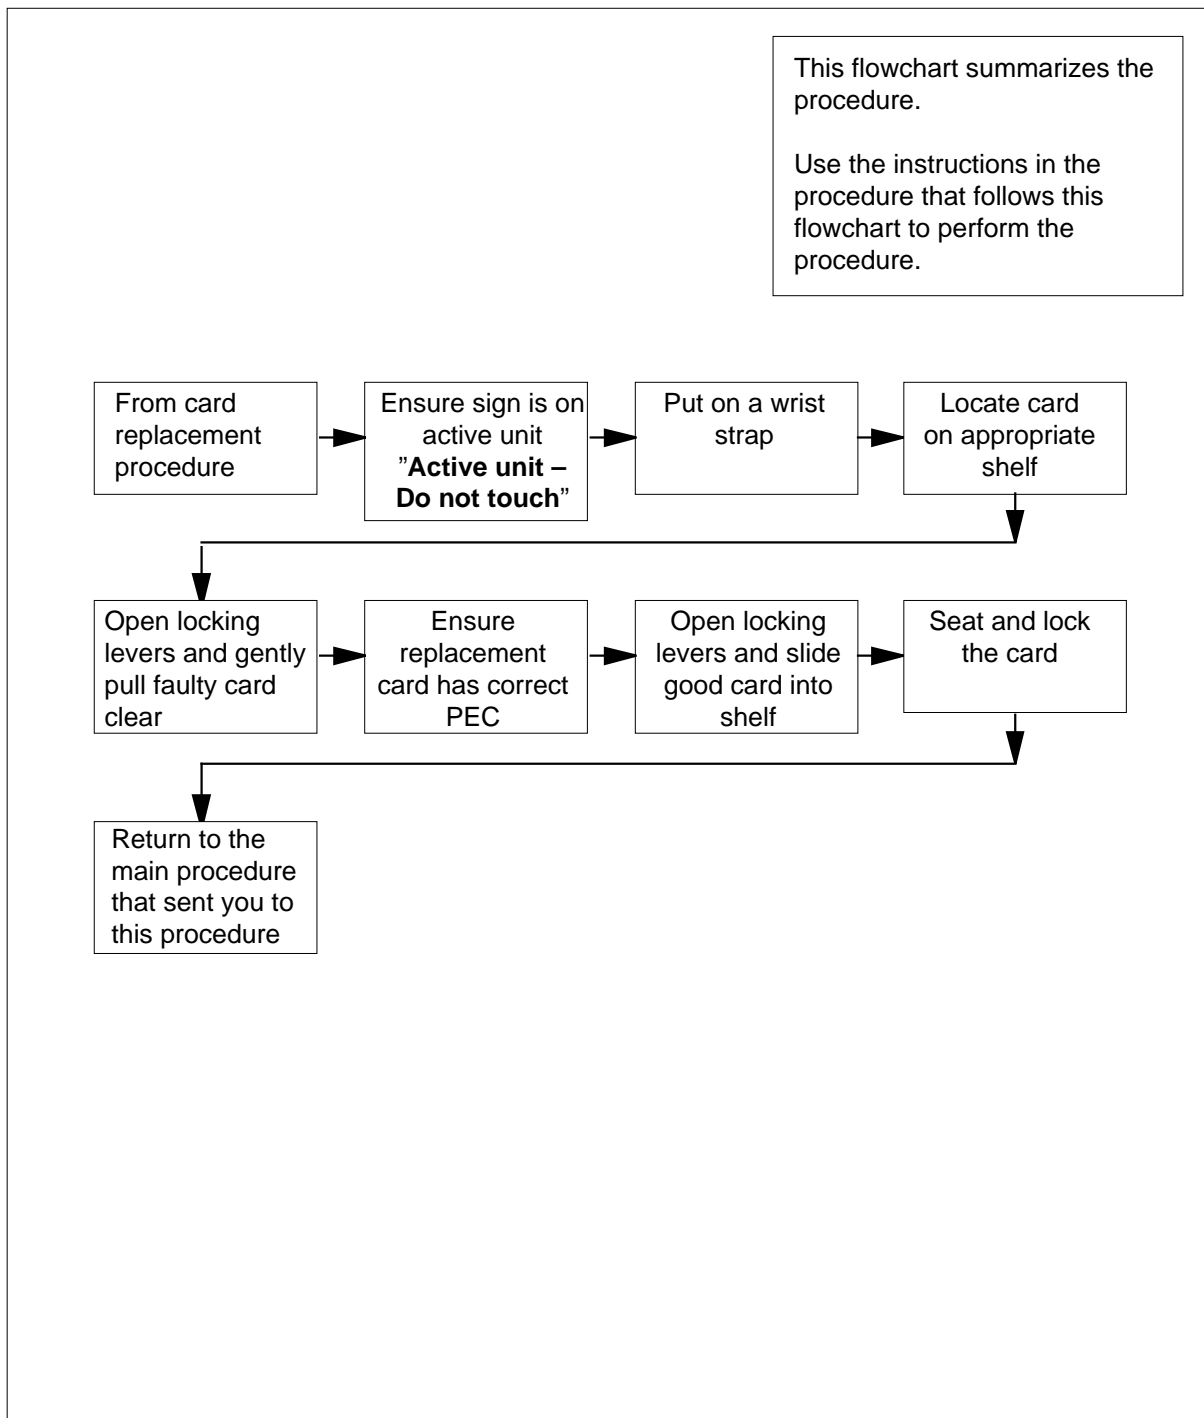 This flowchart summarizes the
procedure.
Use the instructions in the
procedure that follows this
flowchart to perform the
procedure.
From card
replacement
procedure
Ensure sign is on
active unit
”Active unit –
Do not touch”
Put on a wrist
strap
Locate card
on appropriate
shelf
Open locking
levers and gently
pull faulty card
clear
Ensure
replacement
card has correct
PEC
Open locking
levers and slide
good card into
shelf
Seat and lock
the card
Return to the
main procedure
that sent you to
this procedure